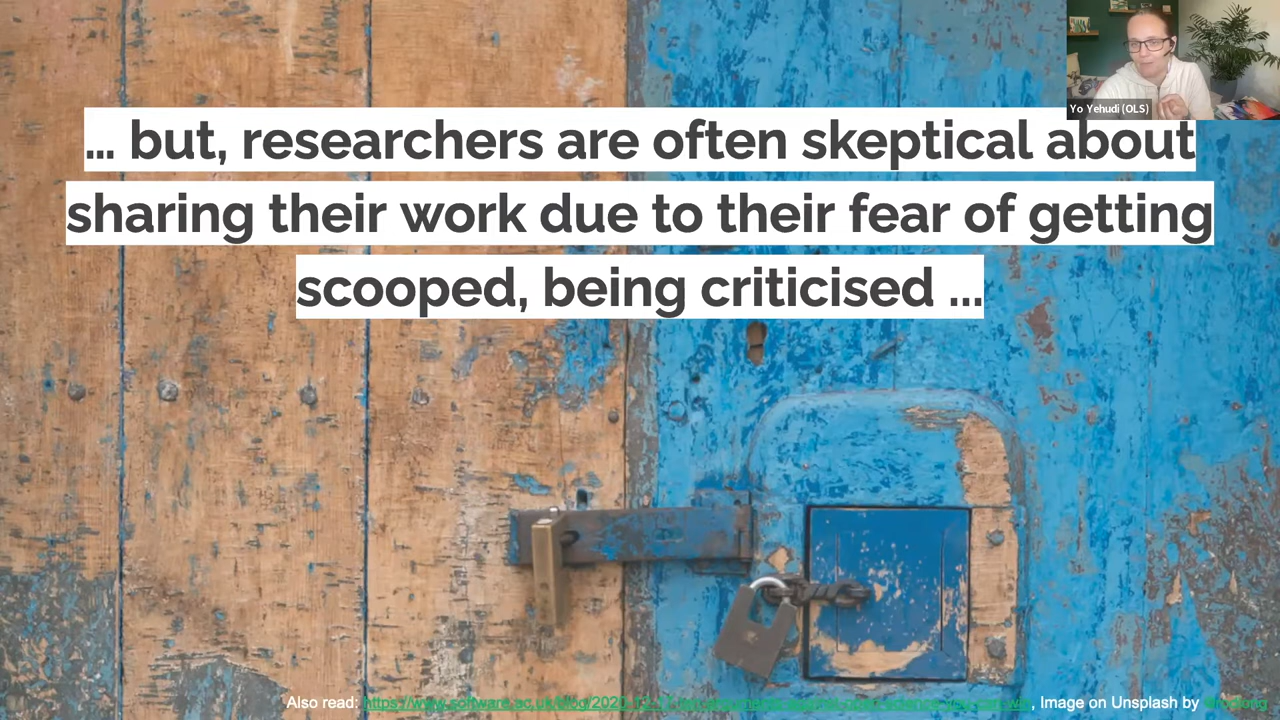 Yo Yehudi (OLS)
... but, researchers are often skeptical about
sharing their work due to their fear of getting
scooped, being criticised ...
Also read: , Image on Unsplash by